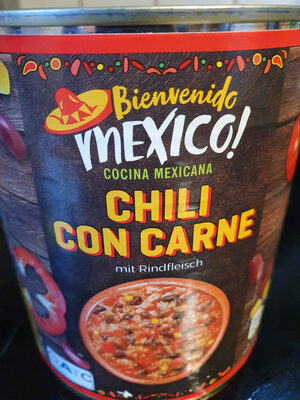 Bienvenido
MEXICO!
COCINA MEXICANA
CHILI
CON CARNE
mit Rindfleisch